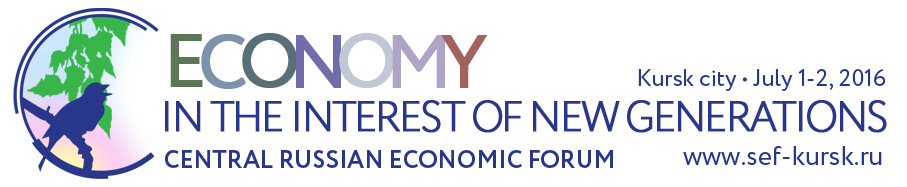 ECONOMY
Kursk city • July 1-2, 2016
IN THE INTEREST OF NEW GENERATIONS
CENTRAL RUSSIAN ECONOMIC FORUM
www.sef-kursk.ru